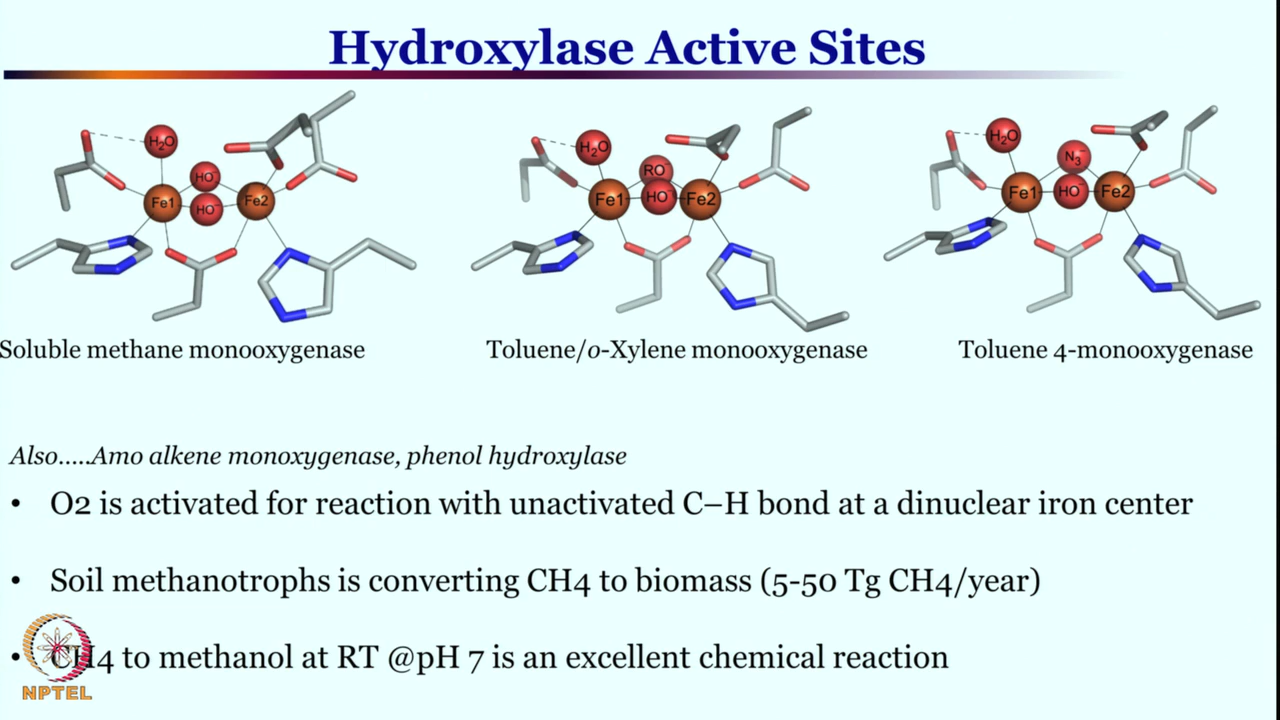 Hydroxylase Active Sites
H₂O HO⁻ HO⁻ Fe1 Fe2
H₂O RO⁻ HO⁻ Fe1 Fe2
H₂O N₃⁻ HO⁻ Fe1 Fe2
Soluble methane monooxygenase
Toluene/o-Xylene monooxygenase
Toluene 4-monooxygenase
Also.....Amo alkene monoxygenase, phenol hydroxylase
• O2 is activated for reaction with unactivated C–H bond at a dinuclear iron center
• Soil methanotrophs is converting CH4 to biomass (5-50 Tg CH4/year)
• CH4 to methanol at RT @pH 7 is an excellent chemical reaction
NPTEL